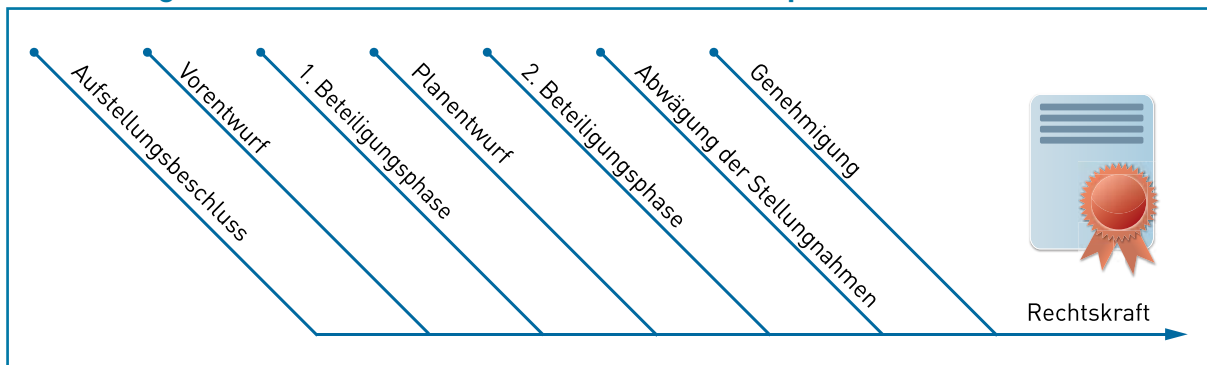 Aufstellungsbeschluss
Vorentwurf
1. Beteiligungsphase
Planentwurf
2. Beteiligungsphase
Abwägung der Stellungnahmen
Genehmigung
Rechtskraft